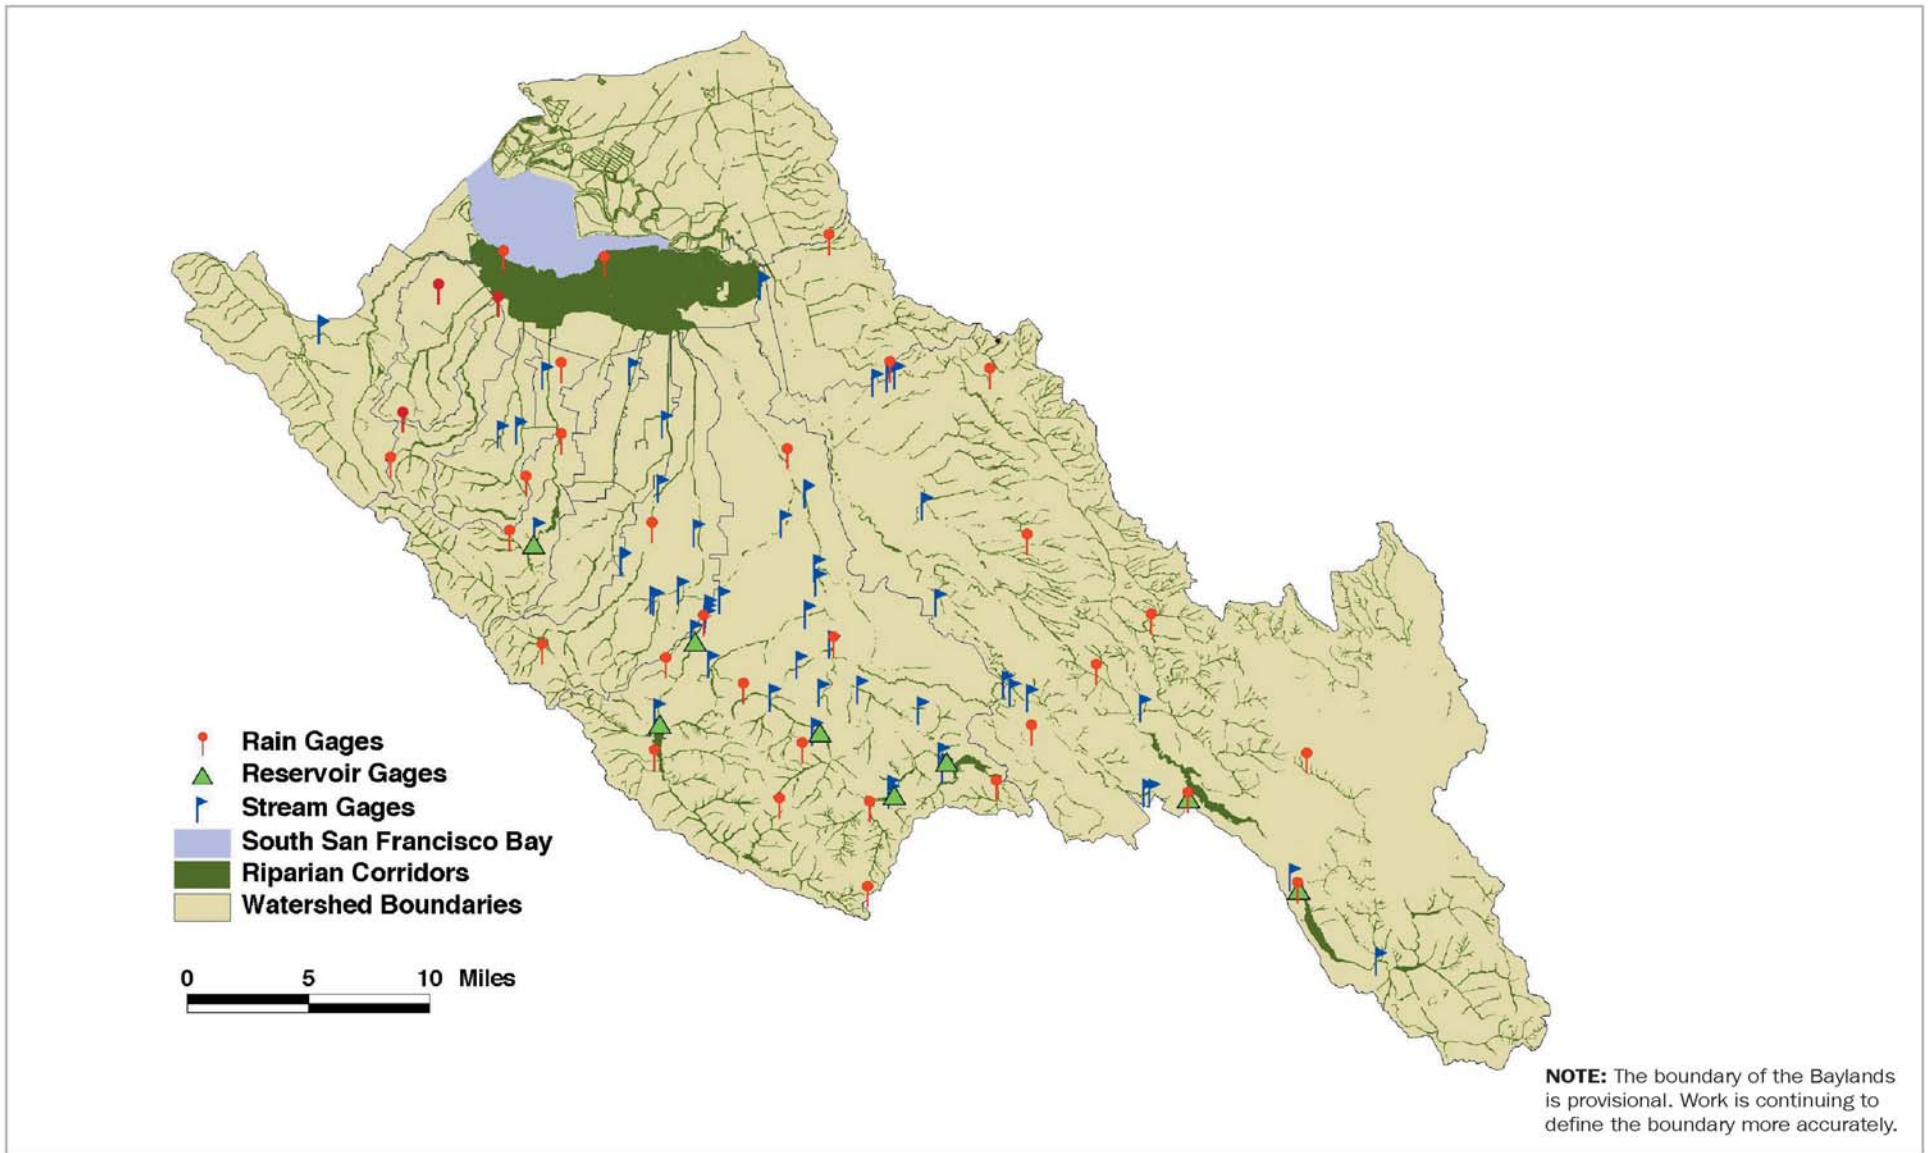 Rain Gages
Reservoir Gages
Stream Gages
South San Francisco Bay
Riparian Corridors
Watershed Boundaries
0 5 10 Miles
NOTE: The boundary of the Baylands
is provisional. Work is continuing to
define the boundary more accurately.